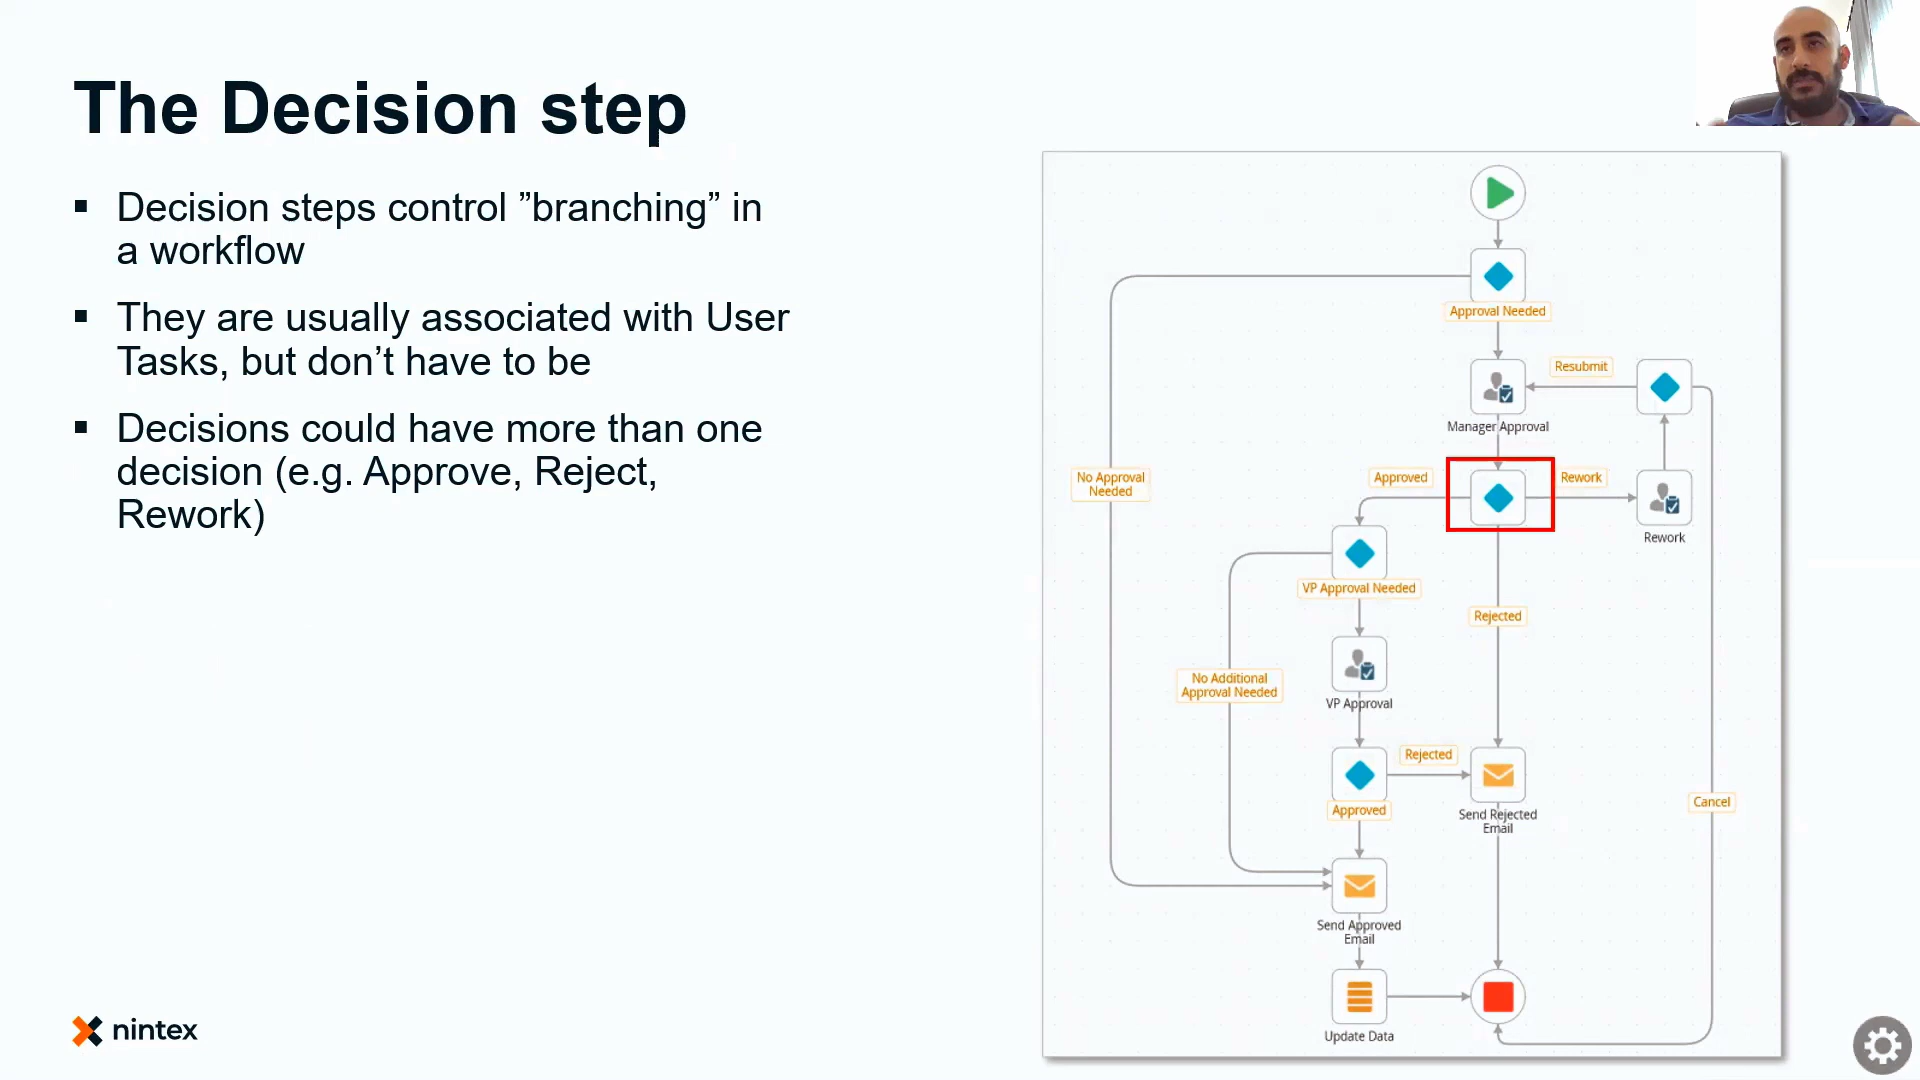 The Decision step
▪ Decision steps control ”branching” in
a workflow
▪ They are usually associated with User
Tasks, but don’t have to be
▪ Decisions could have more than one
decision (e.g. Approve, Reject,
Rework)
Approval Needed
Resubmit
Manager Approval
No Approval
Needed
Approved
Rework
Rework
VP Approval Needed
Rejected
No Additional
Approval Needed
VP Approval
Rejected
Cancel
Approved
Send Rejected
Email
Send Approved
Email
Update Data
nintex